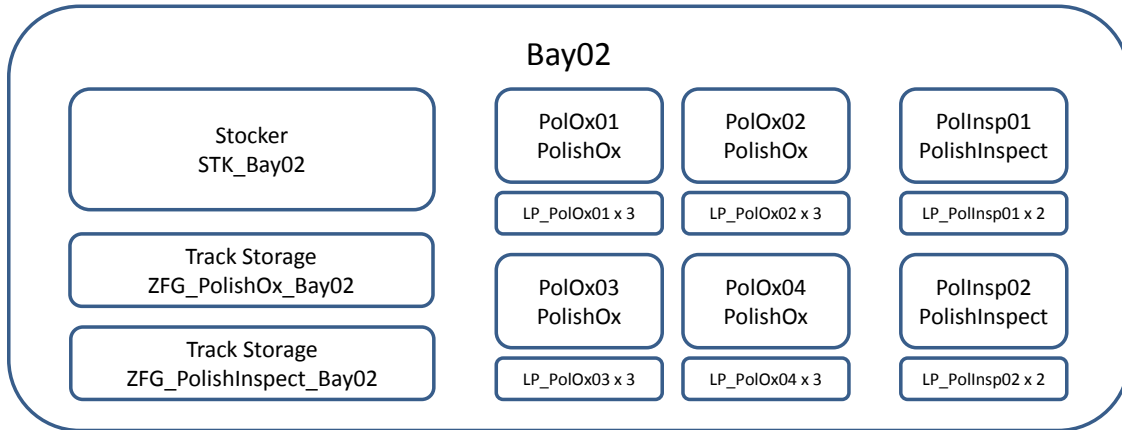 Bay02
Stocker
STK_Bay02
Track Storage
ZFG_PolishOx_Bay02
Track Storage
ZFG_PolishInspect_Bay02
PolOx01
PolishOx
LP_PolOx01 x 3
PolOx02
PolishOx
LP_PolOx02 x 3
PolInsp01
PolishInspect
LP_PolInsp01 x 2
PolOx03
PolishOx
LP_PolOx03 x 3
PolOx04
PolishOx
LP_PolOx04 x 3
PolInsp02
PolishInspect
LP_PolInsp02 x 2